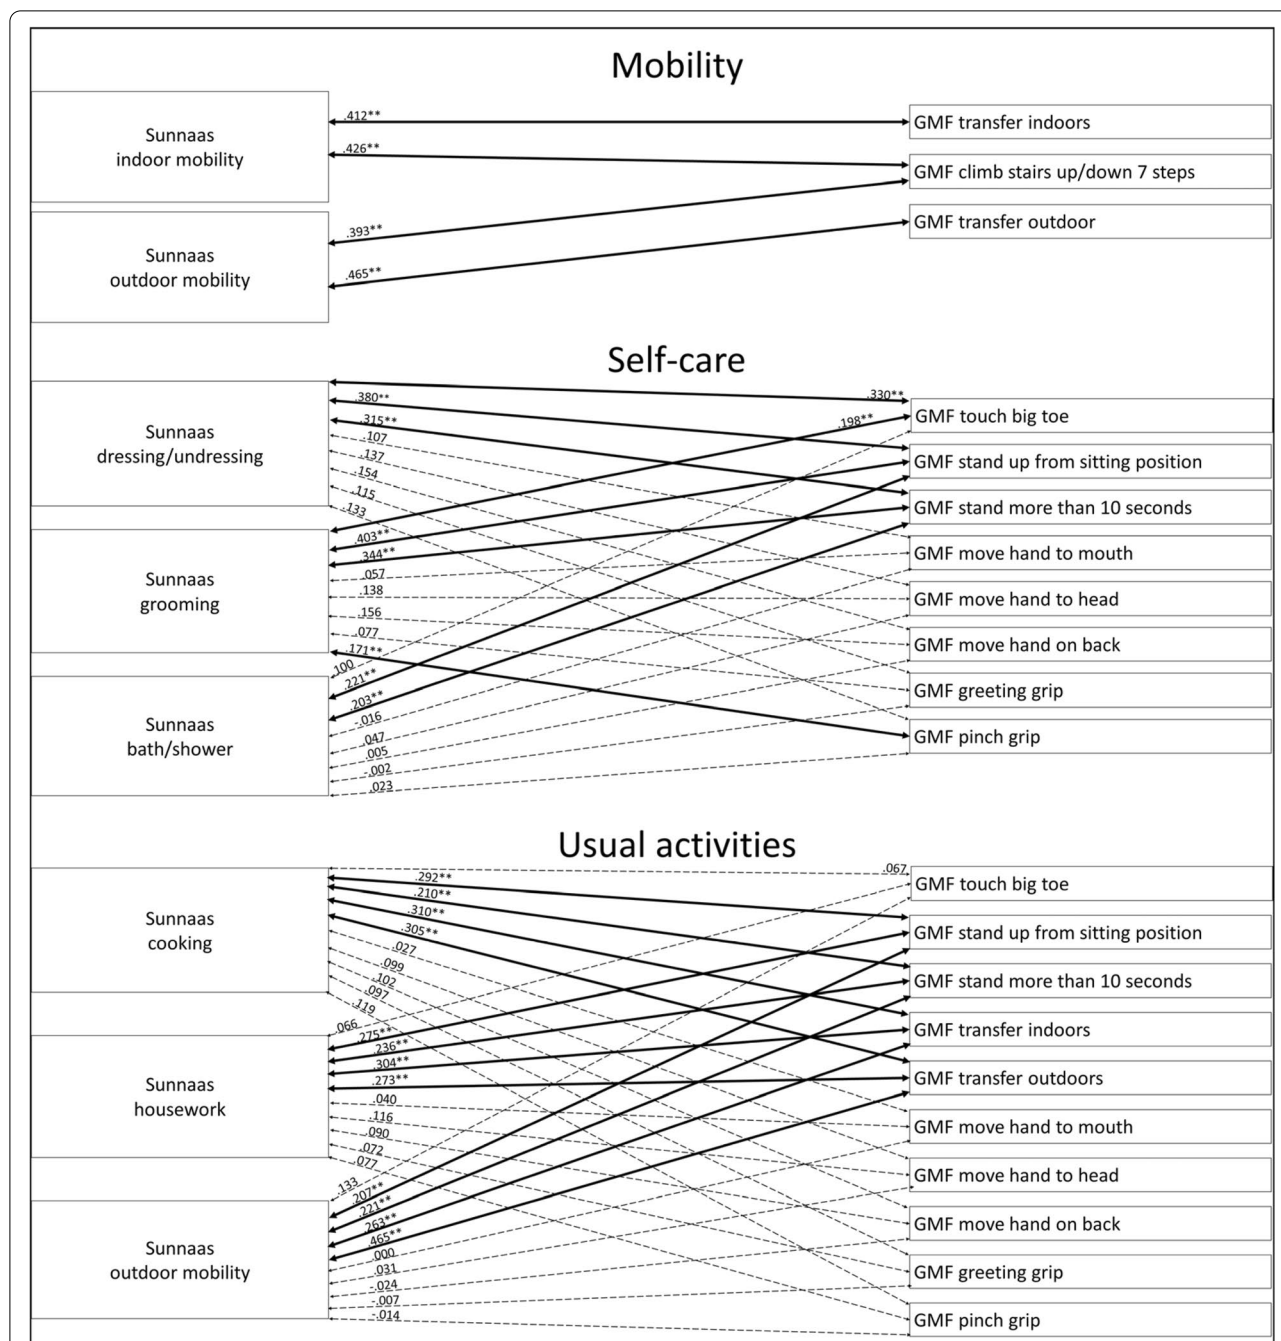 Mobility
Sunnaas
indoor mobility
.412**
.426**
GMF transfer indoors
GMF climb stairs up/down 7 steps
Sunnaas
outdoor mobility
.393**
.465**
GMF transfer outdoor
Self-care
Sunnaas
dressing/undressing
.380**
.315**
.107
.137
.154
.115
.133
.330**
.198**
GMF touch big toe
GMF stand up from sitting position
GMF stand more than 10 seconds
GMF move hand to mouth
GMF move hand to head
GMF move hand on back
GMF greeting grip
GMF pinch grip
Sunnaas
grooming
.403**
.344**
.057
.138
.156
.077
.171**
Sunnaas
bath/shower
.100
.221**
.203**
-.016
.047
.005
-.002
.023
Usual activities
Sunnaas
cooking
.292**
.210**
.310**
.305**
.027
.099
.102
.097
.119
.067
GMF touch big toe
GMF stand up from sitting position
GMF stand more than 10 seconds
GMF transfer indoors
GMF transfer outdoors
GMF move hand to mouth
GMF move hand to head
GMF move hand on back
GMF greeting grip
GMF pinch grip
Sunnaas
housework
.066
.275**
.236**
.304**
.273**
.040
.116
.090
.072
.077
Sunnaas
outdoor mobility
.133
.207**
.221**
.263**
.465**
.000
.031
-.024
-.007
-.014